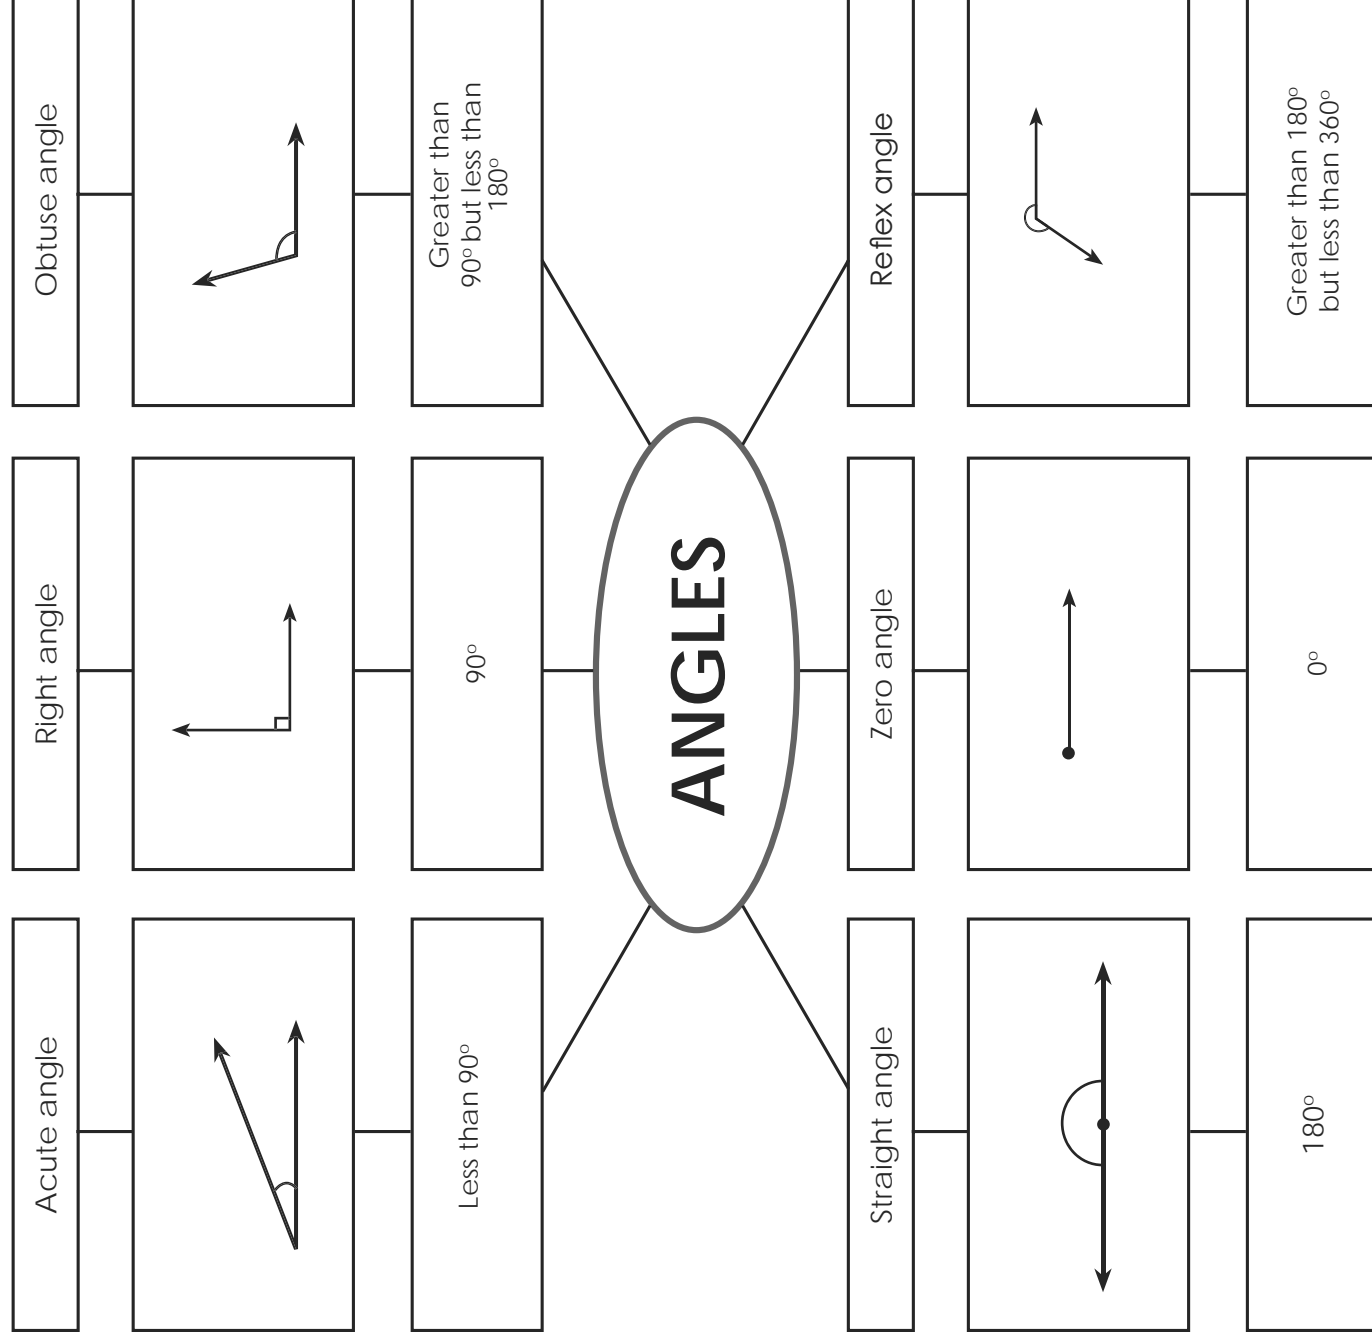 Acute angle
Less than 90°
Right angle
90°
Obtuse angle
Greater than
90° but less than
180°
ANGLES
Straight angle
180°
Zero angle
0°
Reflex angle
Greater than 180°
but less than 360°